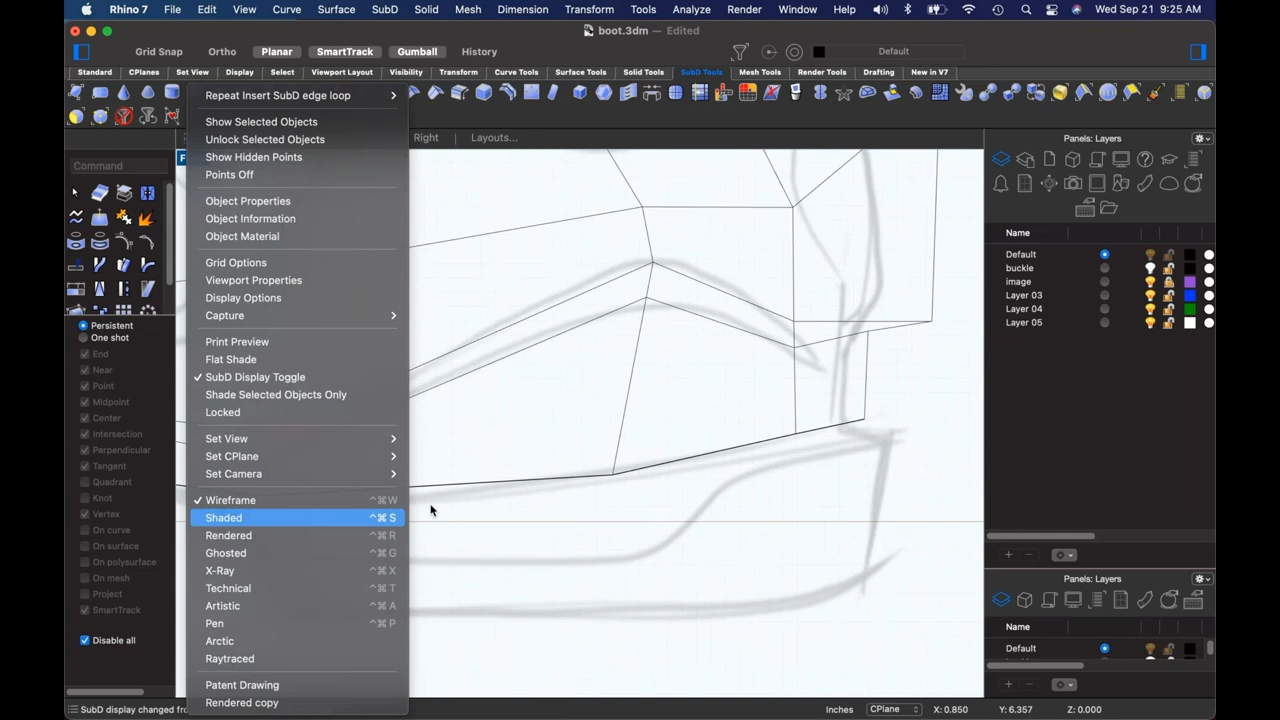 Rhino 7 File Edit View Curve Surface SubD Solid Mesh Dimension Transform Tools Analyze Render Window Help Wed Sep 21 9:25 AM
boot.3dm — Edited
Grid Snap Ortho Planar SmartTrack Gumball History Default
Standard CPlanes Set View Display Select Viewport Layout Visibility Transform Curve Tools Surface Tools Solid Tools SubD Tools Mesh Tools Render Tools Drafting New in V7
Right Layouts...
Command
Persistent
One shot
End
Near
Point
Midpoint
Center
Intersection
Perpendicular
Tangent
Quadrant
Knot
Vertex
On curve
On surface
On polysurface
On mesh
Project
SmartTrack
Disable all
Repeat Insert SubD edge loop
Show Selected Objects
Unlock Selected Objects
Show Hidden Points
Points Off
Object Properties
Object Information
Object Material
Grid Options
Viewport Properties
Display Options
Capture
Print Preview
Flat Shade
SubD Display Toggle
Shade Selected Objects Only
Locked
Set View
Set CPlane
Set Camera
Wireframe ^⌘W
Shaded ^⌘S
Rendered ^⌘R
Ghosted ^⌘G
X-Ray ^⌘X
Technical ^⌘T
Artistic ^⌘A
Pen ^⌘P
Arctic
Raytraced
Patent Drawing
Rendered copy
Panels: Layers
Name
Default
buckle
image
Layer 03
Layer 04
Layer 05
Panels: Layers
Name
Default
SubD display changed fro Inches CPlane X: 0.850 Y: 6.357 Z: 0.000